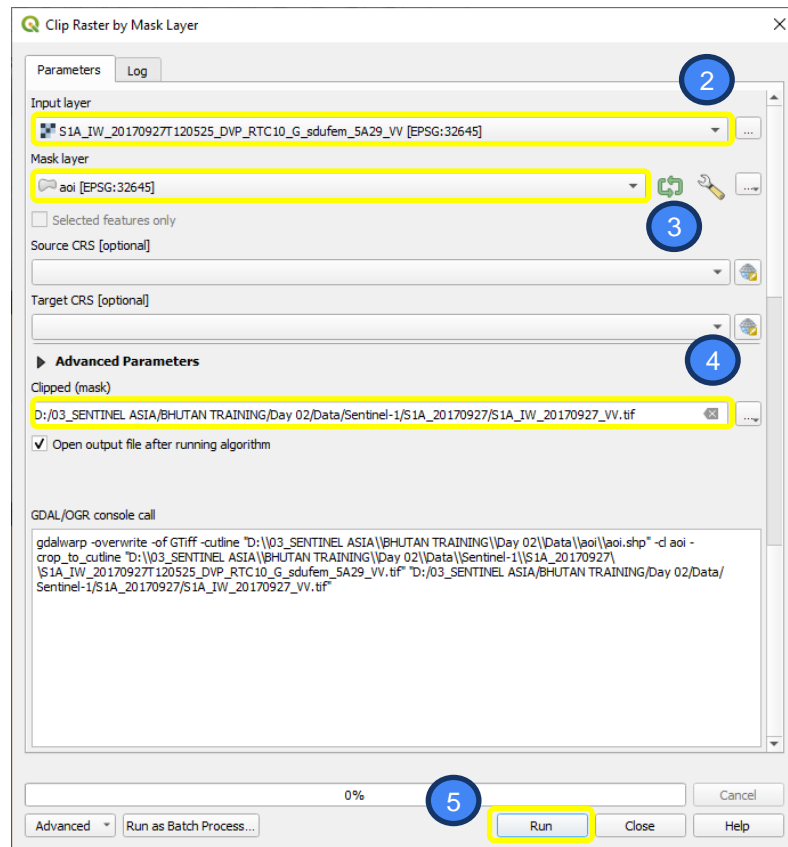 Clip Raster by Mask Layer
Parameters
Log
2
Input layer
S1A_IW_20170927T120525_DVP_RTC10_G_sdufem_5A29_VV [EPSG:32645]
...
Mask layer
aoi [EPSG:32645]
...
Selected features only
3
Source CRS [optional]
Target CRS [optional]
4
Advanced Parameters
Clipped (mask)
D:/03_SENTINEL ASIA/BHUTAN TRAINING/Day 02/Data/Sentinel-1/S1A_20170927/S1A_IW_20170927_VV.tif
...
Open output file after running algorithm
GDAL/OGR console call
gdalwarp -overwrite -of GTiff -cutline "D:\\03_SENTINEL ASIA\\BHUTAN TRAINING\\Day 02\\Data\\aoi\\aoi.shp" -cl aoi -
crop_to_cutline "D:\\03_SENTINEL ASIA\\BHUTAN TRAINING\\Day 02\\Data\\Sentinel-1\\S1A_20170927\
\S1A_IW_20170927T120525_DVP_RTC10_G_sdufem_5A29_VV.tif" "D:/03_SENTINEL ASIA/BHUTAN TRAINING/Day 02/Data/
Sentinel-1/S1A_20170927/S1A_IW_20170927_VV.tif"
0%
5
Cancel
Advanced
Run as Batch Process...
Run
Close
Help